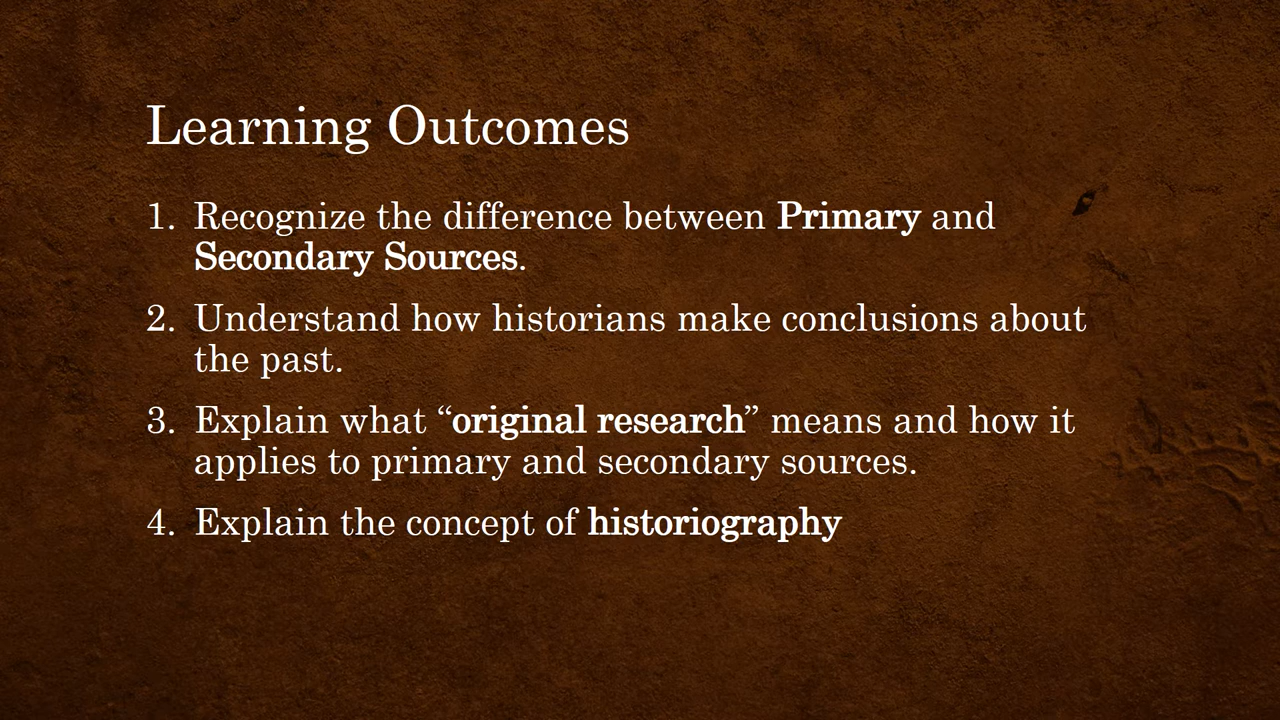 Learning Outcomes
1. Recognize the difference between Primary and
Secondary Sources.
2. Understand how historians make conclusions about
the past.
3. Explain what “original research” means and how it
applies to primary and secondary sources.
4. Explain the concept of historiography